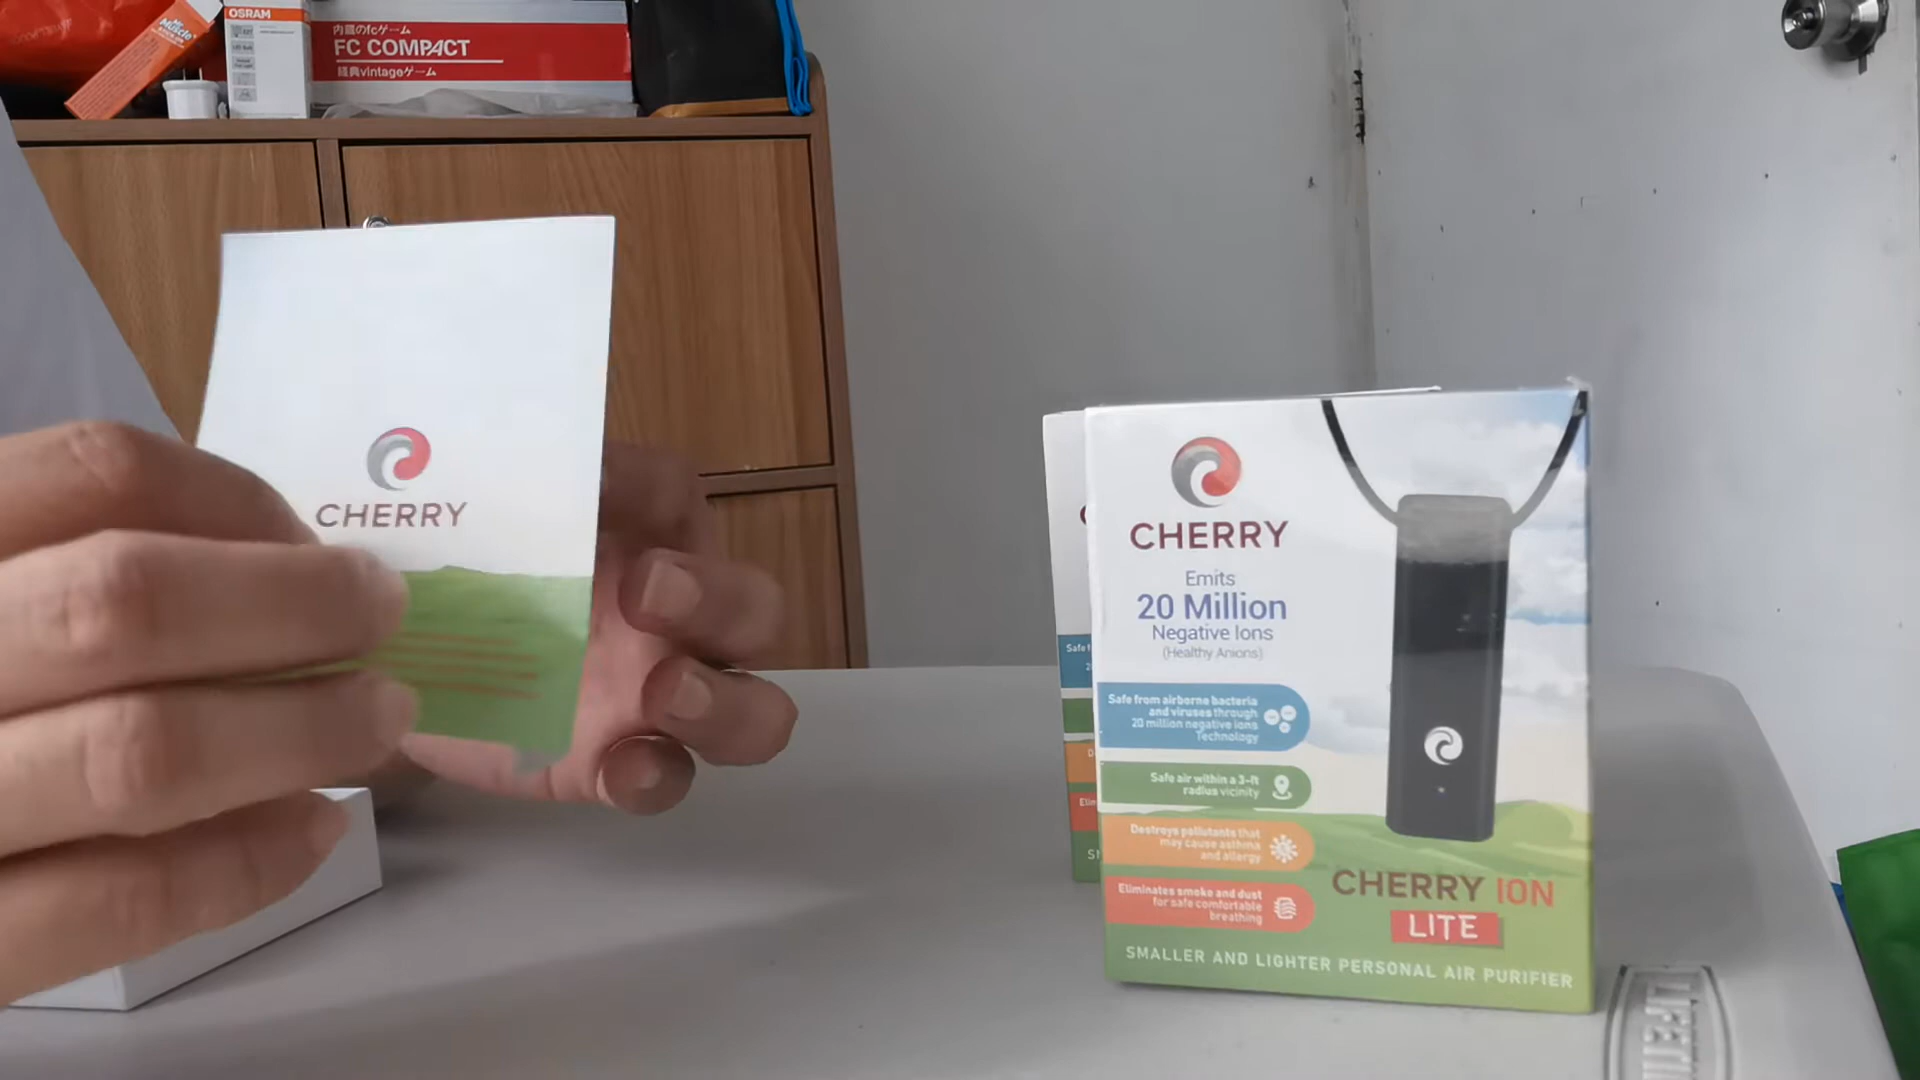 OSRAM
内蔵のfcゲーム
FC COMPACT
経典vintageゲーム
CHERRY
CHERRY
Emits
20 Million
Negative Ions
(Healthy Anions)
Safe from airborne bacteria
and viruses through
20 million negative ions
Technology
Safe air within a 3-ft
radius vicinity
Destroys pollutants that
may cause asthma
and allergy
Eliminates smoke and dust
for safe comfortable
breathing
CHERRY ION
LITE
SMALLER AND LIGHTER PERSONAL AIR PURIFIER
LIFETIME